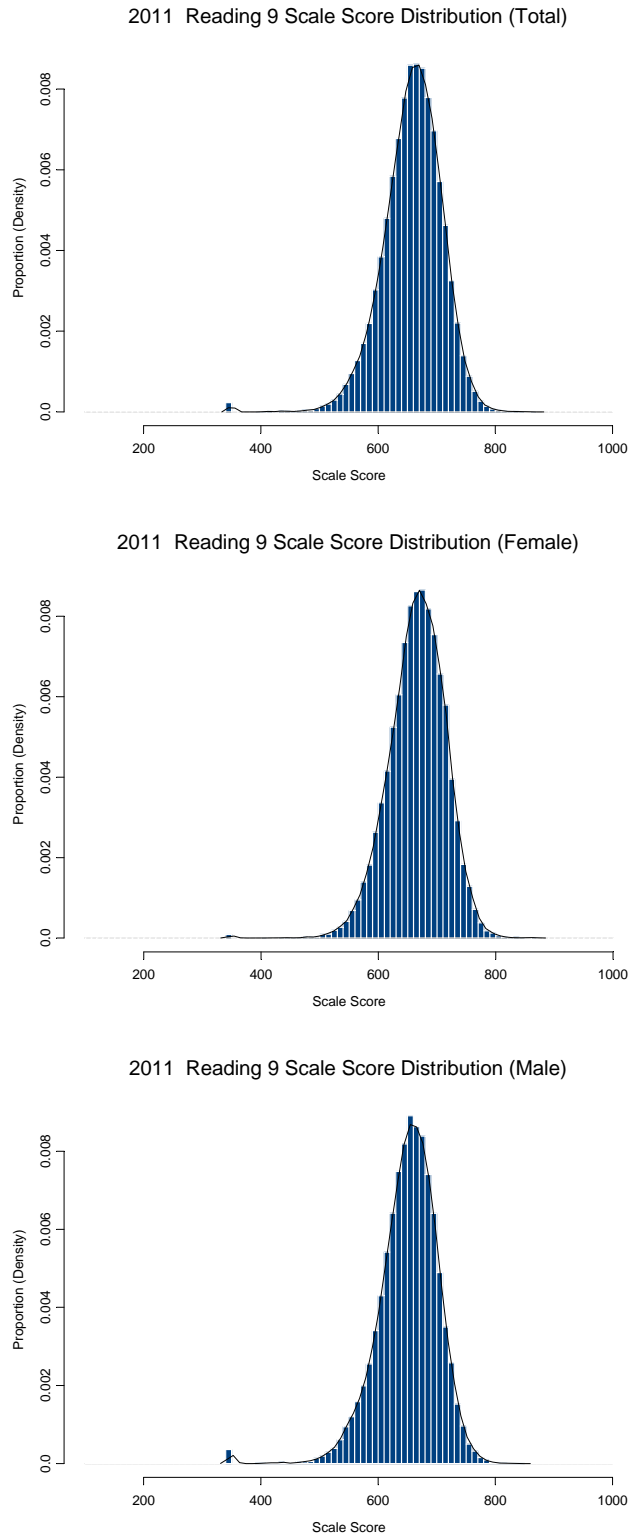 2011 Reading 9 Scale Score Distribution (Total)
Proportion (Density)
0.008
0.006
0.004
0.002
0.0
200 400 600 800 1000
Scale Score
2011 Reading 9 Scale Score Distribution (Female)
Proportion (Density)
0.008
0.006
0.004
0.002
0.0
200 400 600 800 1000
Scale Score
2011 Reading 9 Scale Score Distribution (Male)
Proportion (Density)
0.008
0.006
0.004
0.002
0.0
200 400 600 800 1000
Scale Score